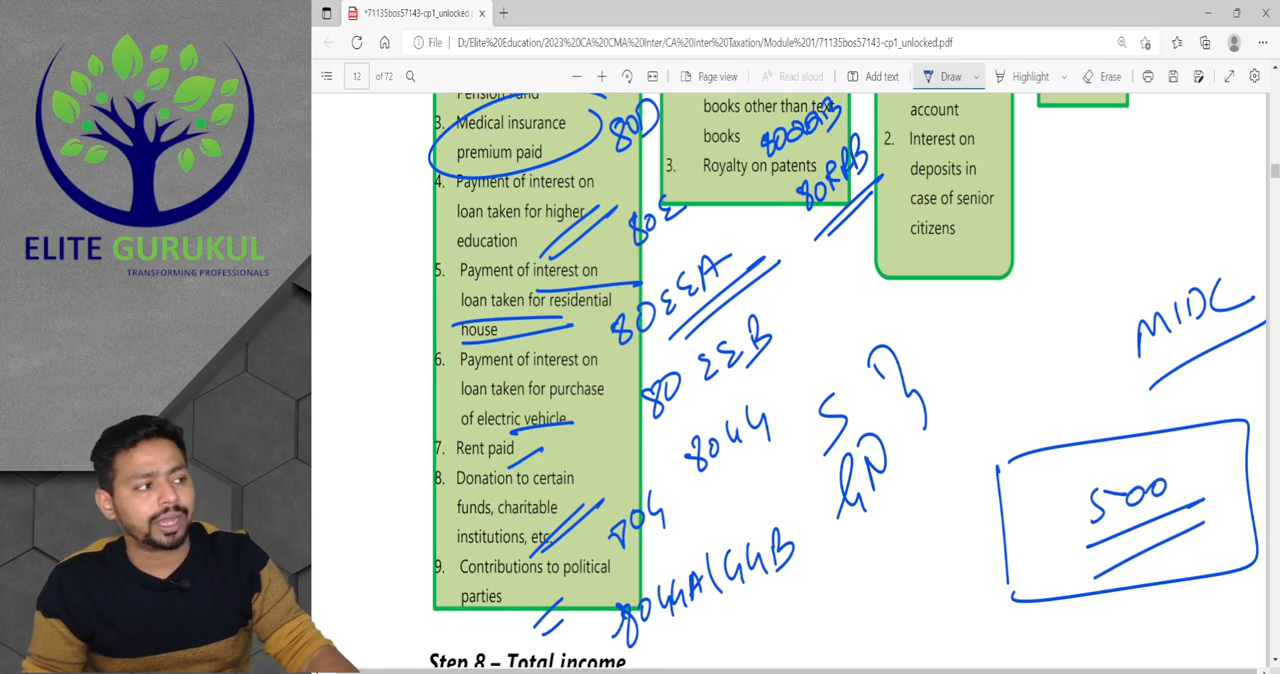 *71135bos57143-cp1_unlocked.
File
D:/Elite%20Education/2023%20CA%20CMA%20Inter/CA%20Inter%20Taxation/Module%201/71135bos57143-cp1_unlocked.pdf
12 of 72
Page view
Read aloud
Add text
Draw
Highlight
Erase
ELITE GURUKUL
TRANSFORMING PROFESSIONALS
3. Medical insurance
premium paid
80D
4. Payment of interest on
loan taken for higher
education
80E
5. Payment of interest on
loan taken for residential
house
80EEA
6. Payment of interest on
loan taken for purchase
of electric vehicle
80EEB
7. Rent paid
80GG
8. Donation to certain
funds, charitable
institutions, etc.
80G
9. Contributions to political
parties
80GGA/GGB
books other than text
books
80QQB
3. Royalty on patents
80RRB
account
2. Interest on
deposits in
case of senior
citizens
MIDC
500
Step 8 – Total income